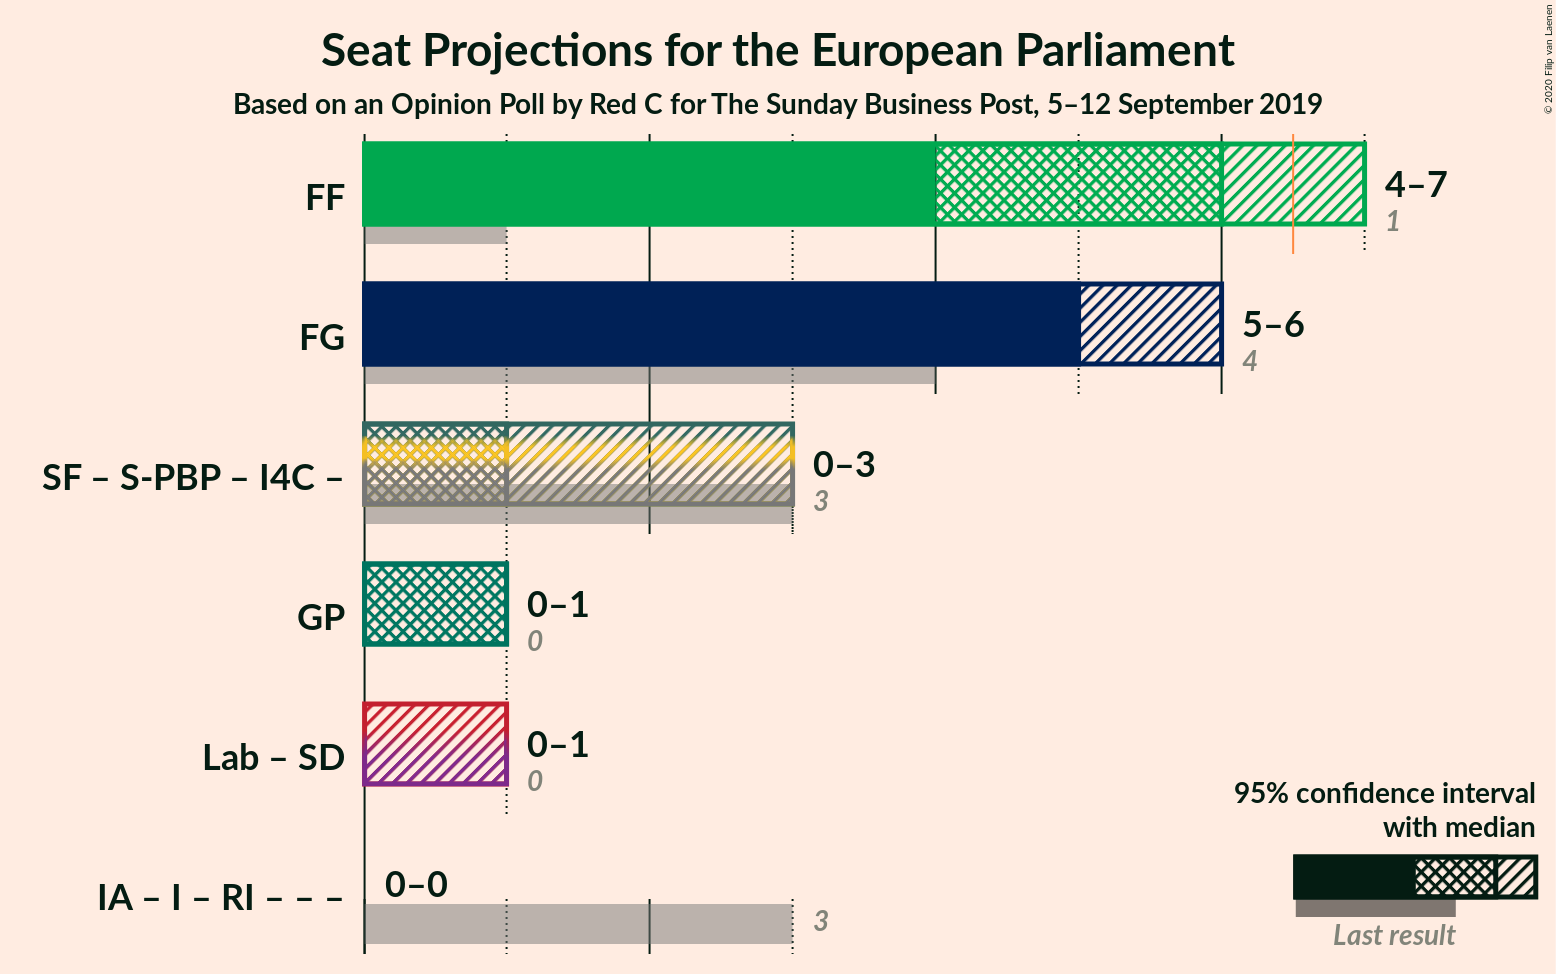 Seat Projections for the European Parliament
Based on an Opinion Poll by Red C for The Sunday Business Post, 5–12 September 2019
© 2020 Filip van Laenen
FF
4–7
1
FG
5–6
4
SF – S-PBP – I4C –
0–3
3
GP
0–1
0
Lab – SD
0–1
0
IA – I – RI – – –
0–0
3
95% confidence interval
with median
Last result